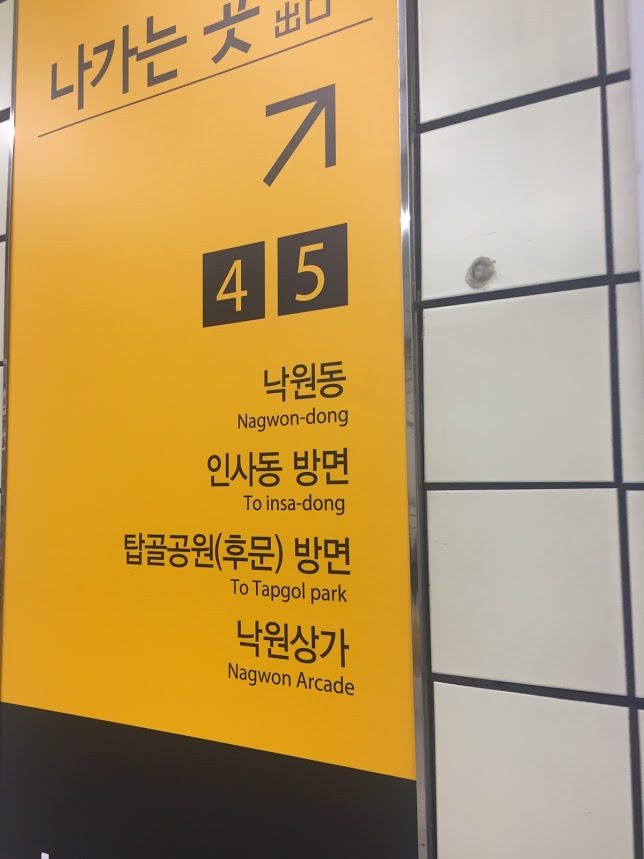 나가는 곳 出口
4 5
낙원동
Nagwon-dong
인사동 방면
To insa-dong
탑골공원(후문) 방면
To Tapgol park
낙원상가
Nagwon Arcade